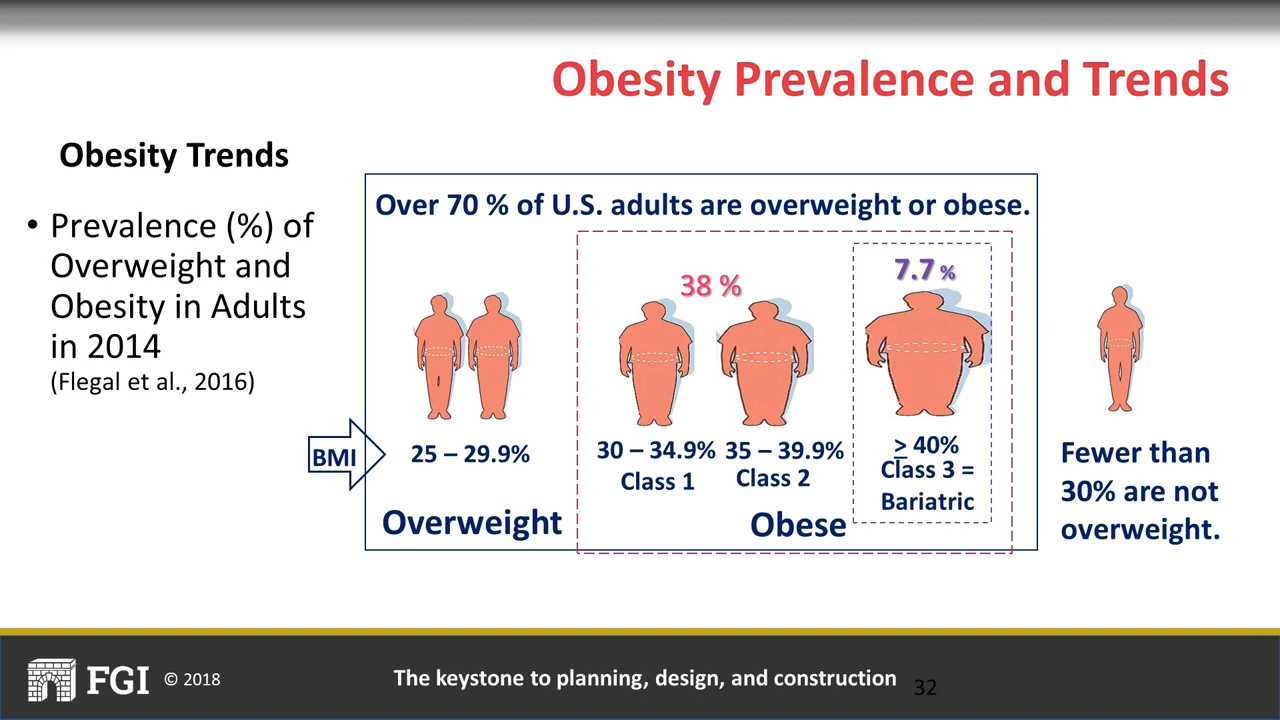 Obesity Prevalence and Trends
Obesity Trends
• Prevalence (%) of
Overweight and
Obesity in Adults
in 2014
(Flegal et al., 2016)
Over 70 % of U.S. adults are overweight or obese.
38 %
7.7 %
BMI
25 – 29.9%
30 – 34.9%
Class 1
35 – 39.9%
Class 2
≥ 40%
Class 3 =
Bariatric
Overweight
Obese
Fewer than
30% are not
overweight.
FGI © 2018
The keystone to planning, design, and construction
32